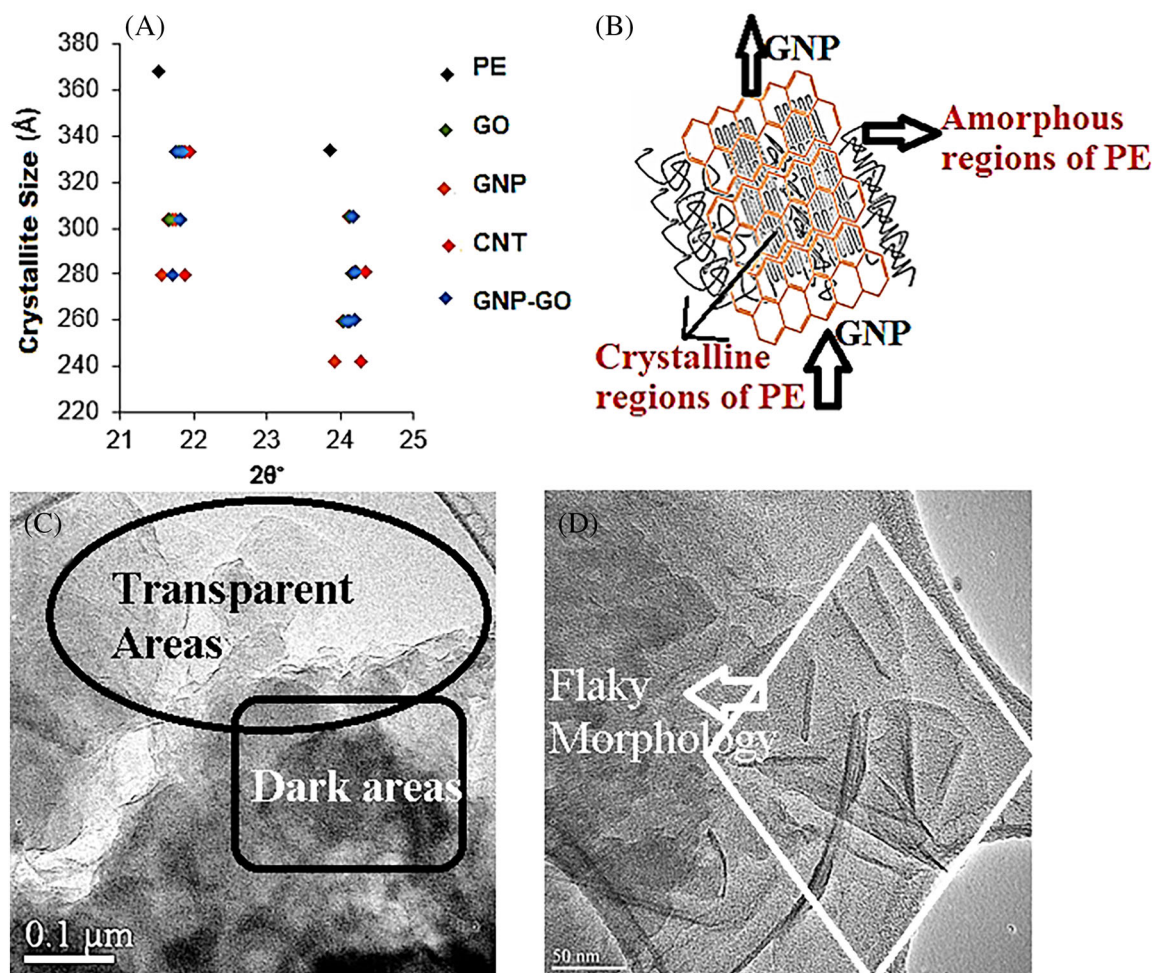 (A)
Crystallite Size (Å)
380
360
340
320
300
280
260
240
220
21
22
23
24
25
2θ°
PE
GO
GNP
CNT
GNP-GO
(B)
GNP
Amorphous
regions of PE
GNP
Crystalline
regions of PE
(C)
Transparent
Areas
Dark areas
0.1 µm
(D)
Flaky
Morphology
50 nm